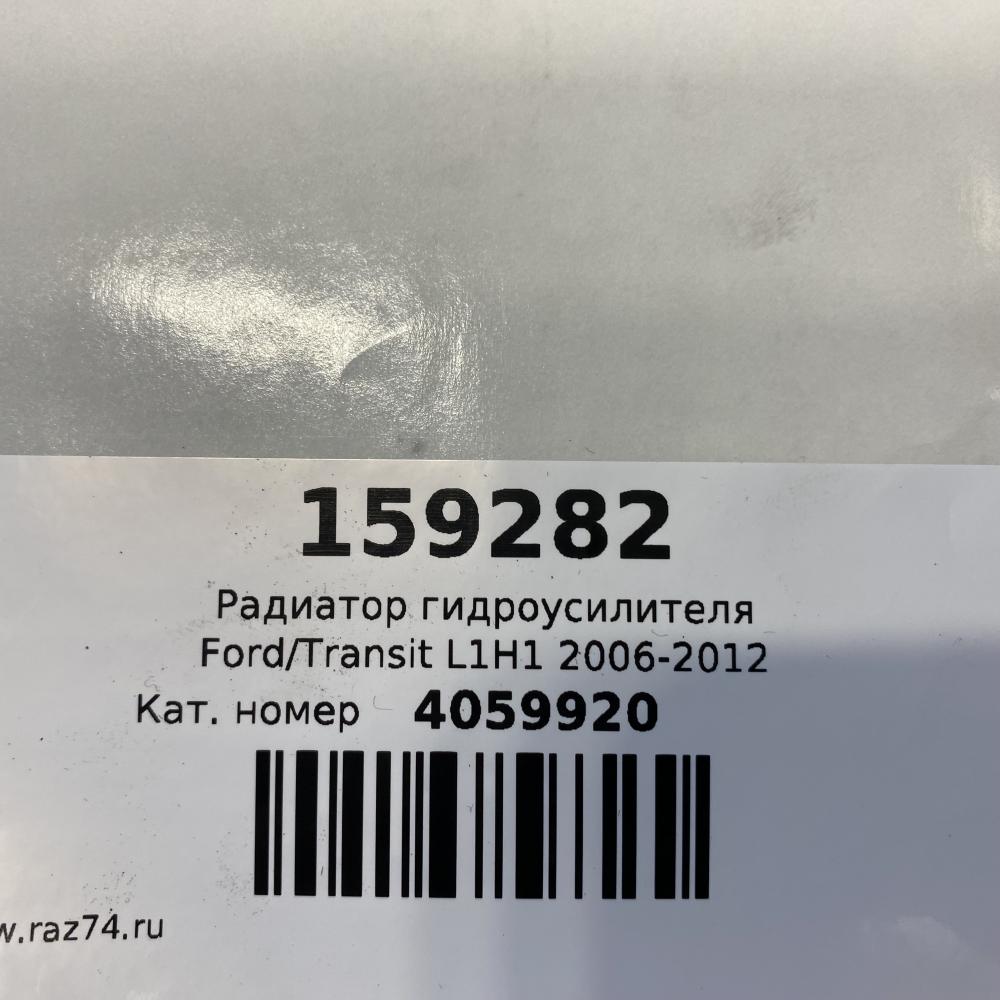 159282
Радиатор гидроусилителя
Ford/Transit L1H1 2006-2012
Кат. номер 4059920
w.raz74.ru